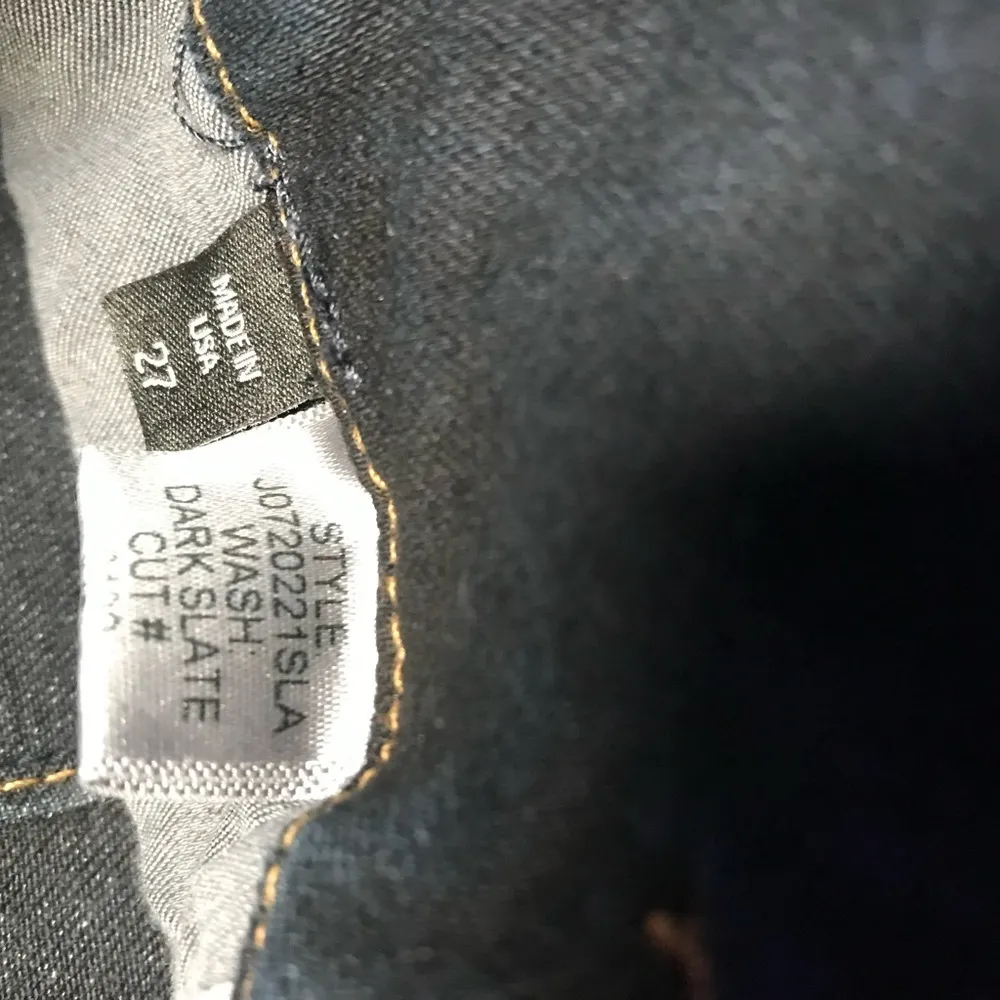 MADE IN
USA
27
STYLE
J0720221SLA
WASH:
DARK SLATE
CUT #